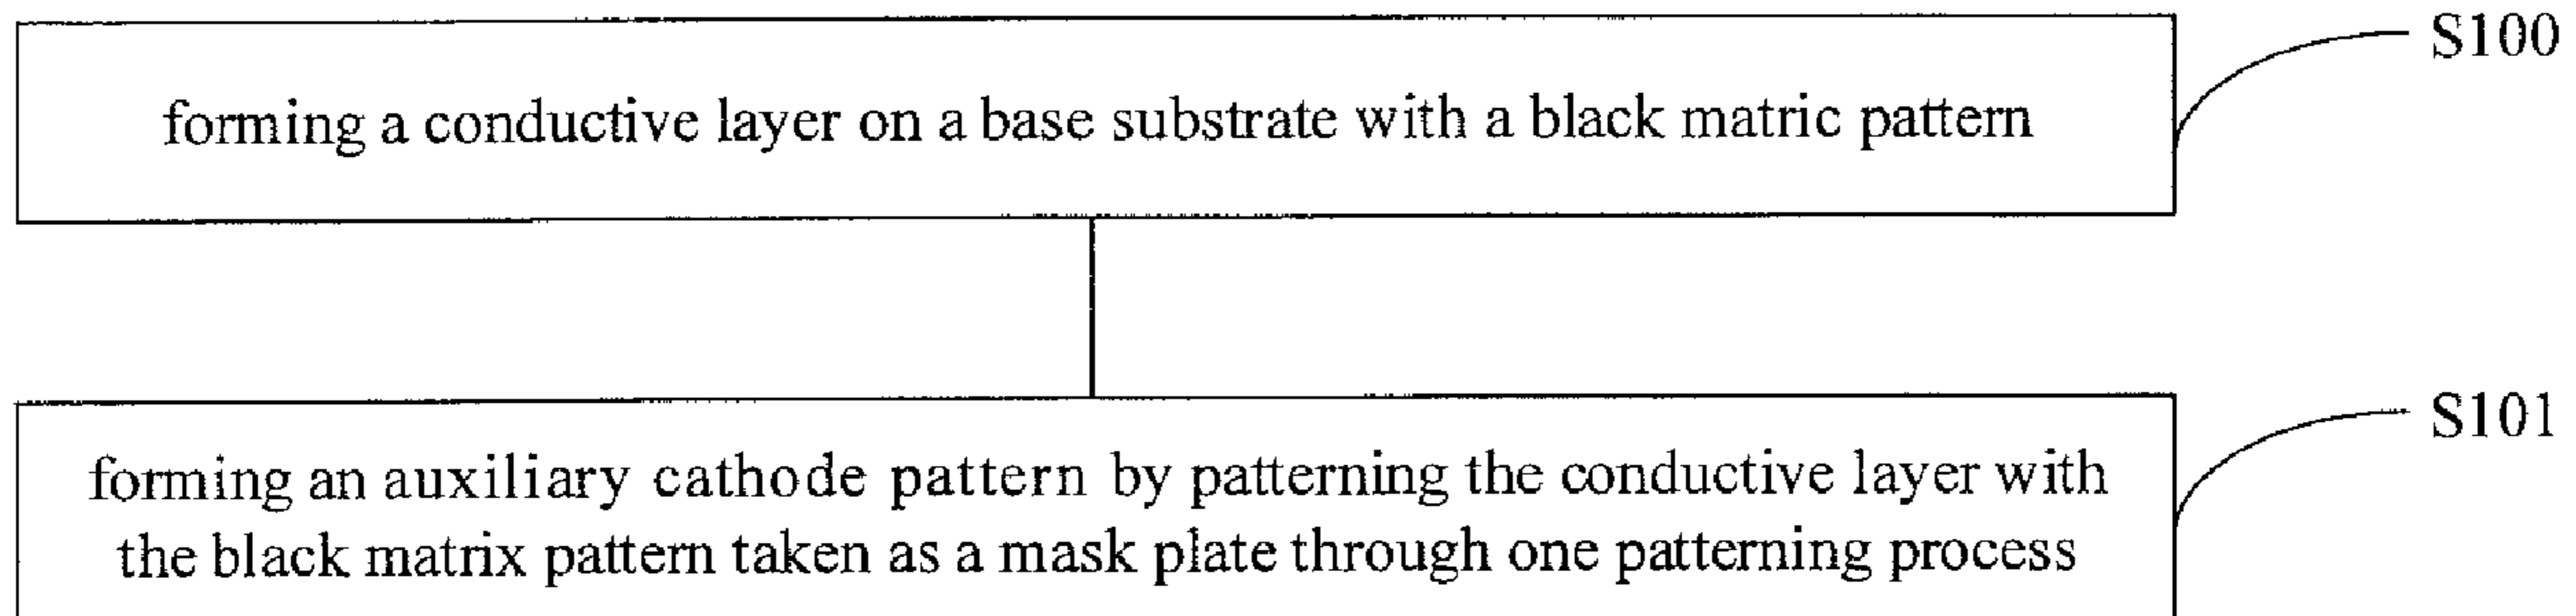 S100
forming a conductive layer on a base substrate with a black matric pattern
S101
forming an auxiliary cathode pattern by patterning the conductive layer with
the black matrix pattern taken as a mask plate through one patterning process